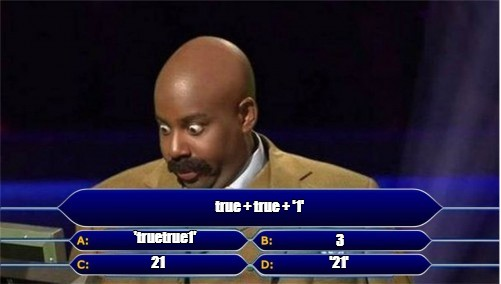 true + true + '1'
A: 'truetrue1'
B: 3
C: 21
D: '21'